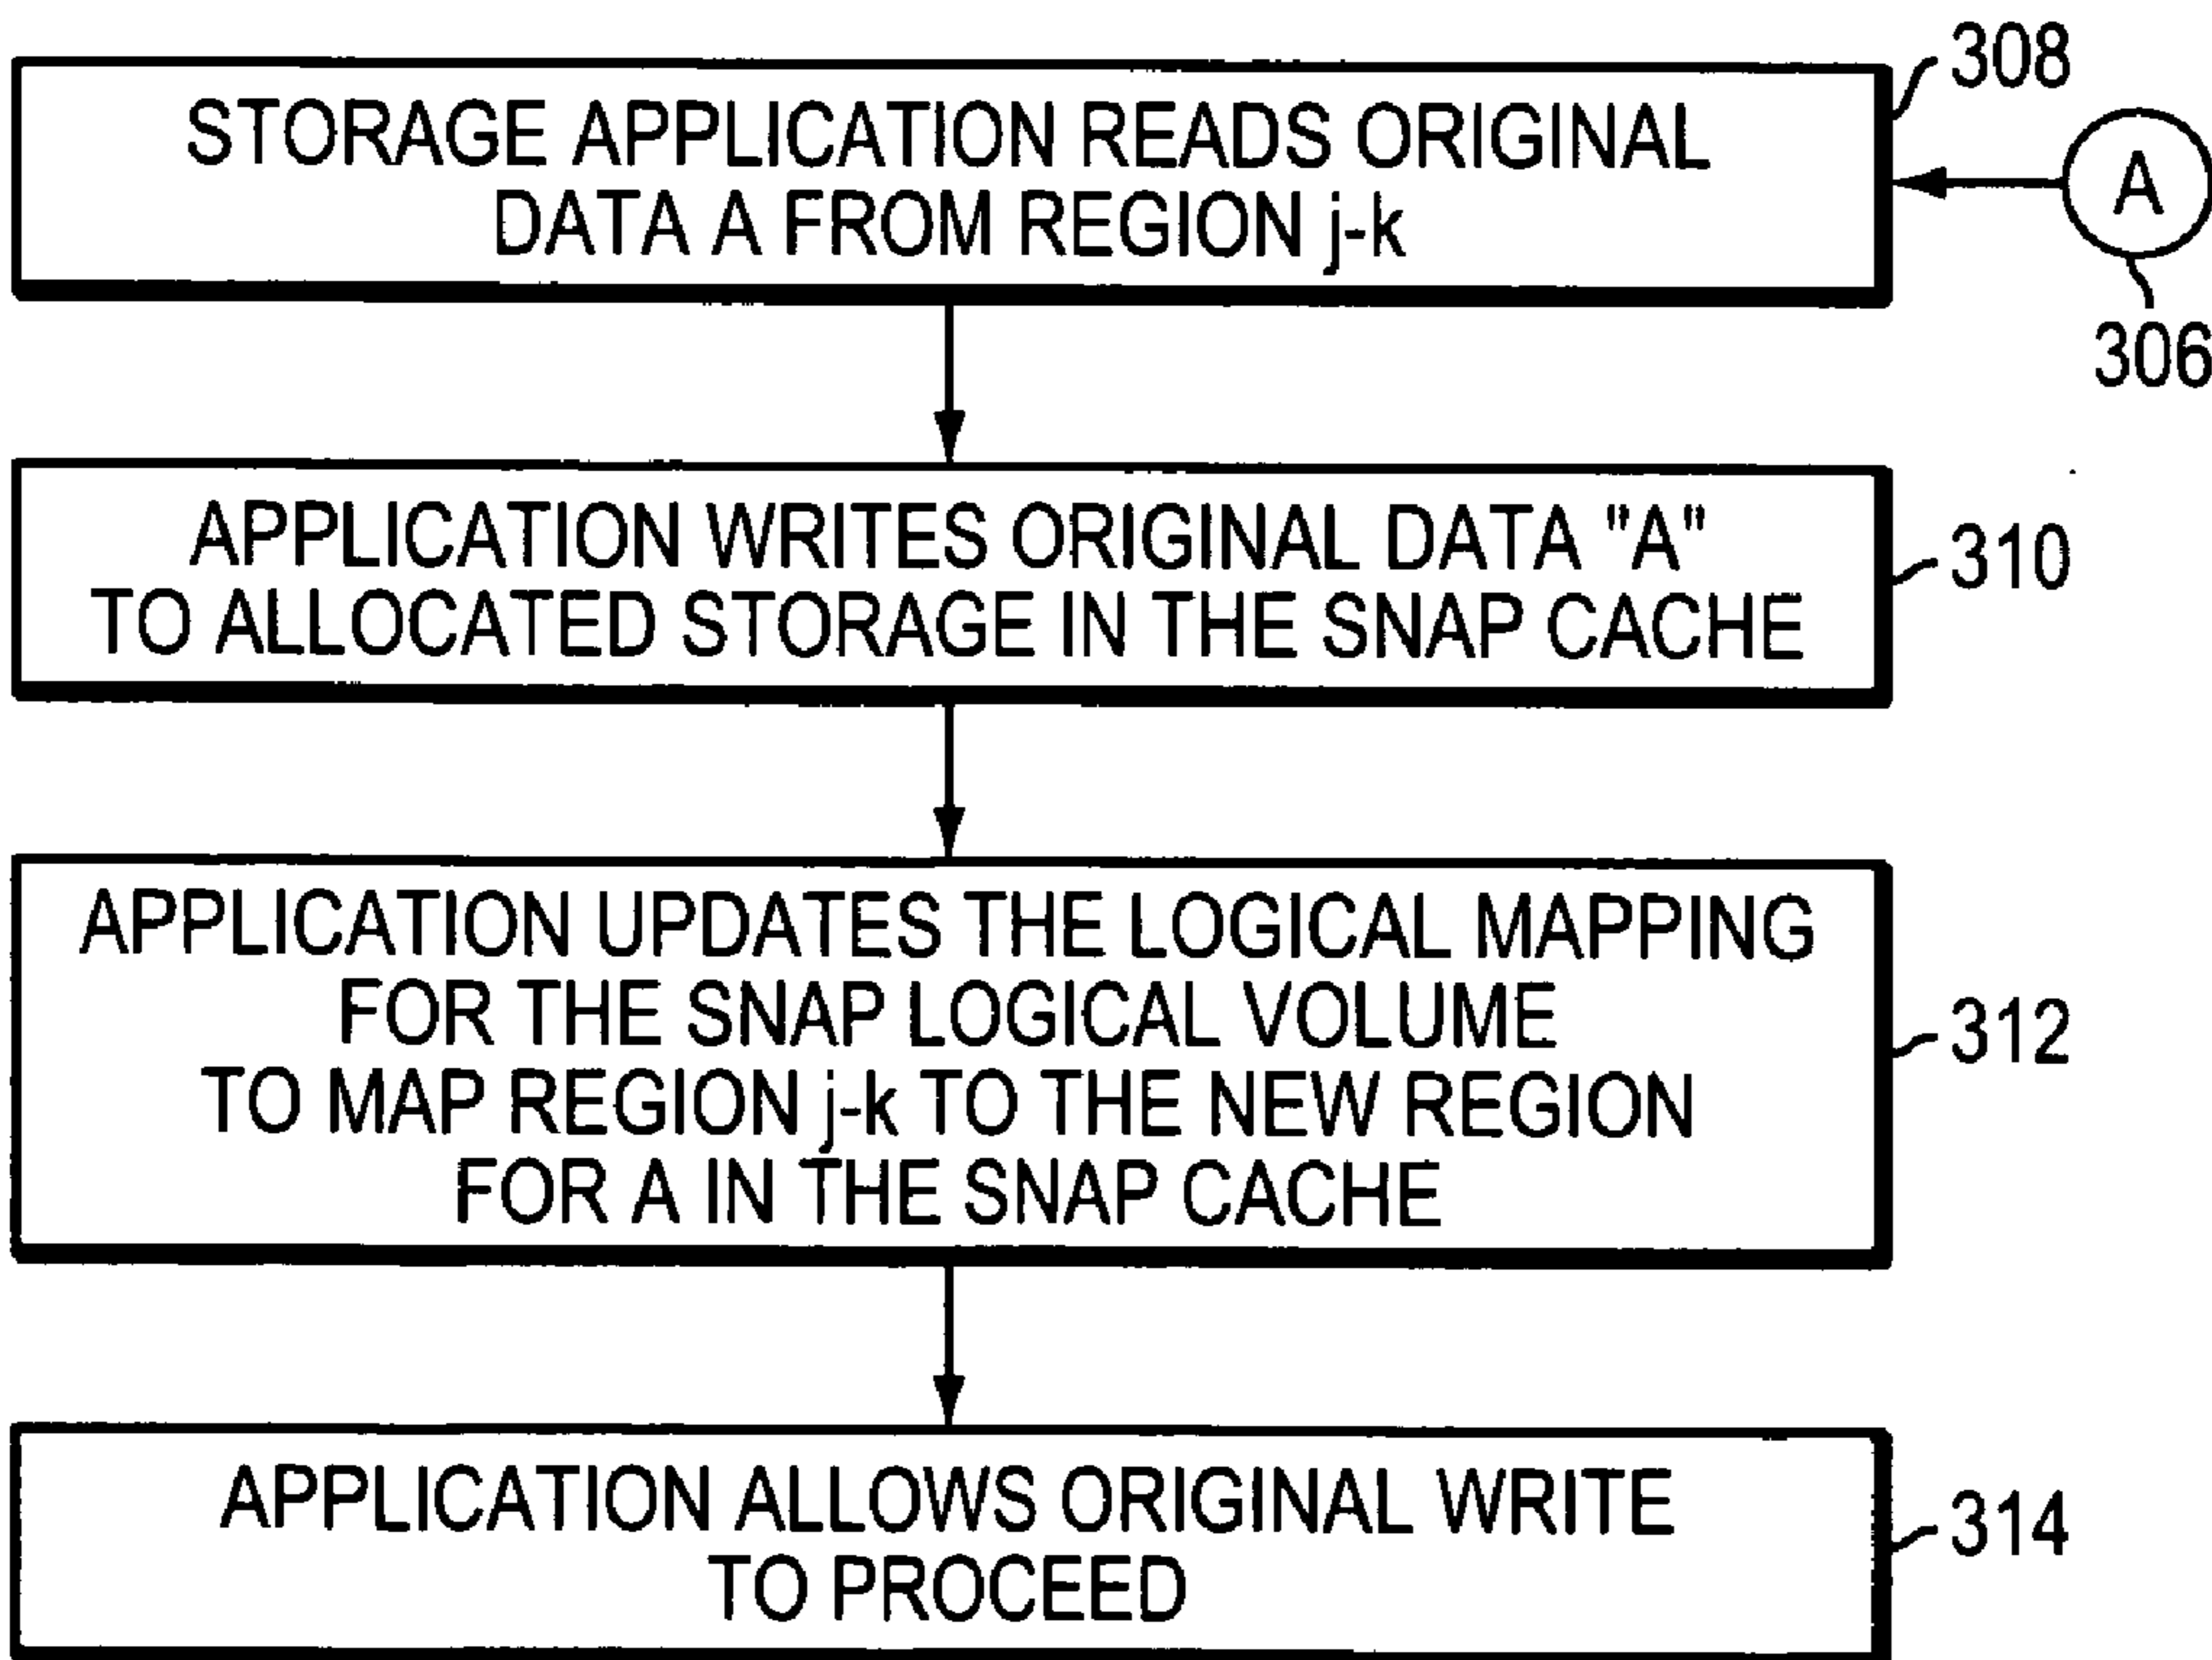 308
STORAGE APPLICATION READS ORIGINAL
DATA A FROM REGION j-k
A
306
APPLICATION WRITES ORIGINAL DATA "A"
TO ALLOCATED STORAGE IN THE SNAP CACHE
310
APPLICATION UPDATES THE LOGICAL MAPPING
FOR THE SNAP LOGICAL VOLUME
TO MAP REGION j-k TO THE NEW REGION
FOR A IN THE SNAP CACHE
312
APPLICATION ALLOWS ORIGINAL WRITE
TO PROCEED
314